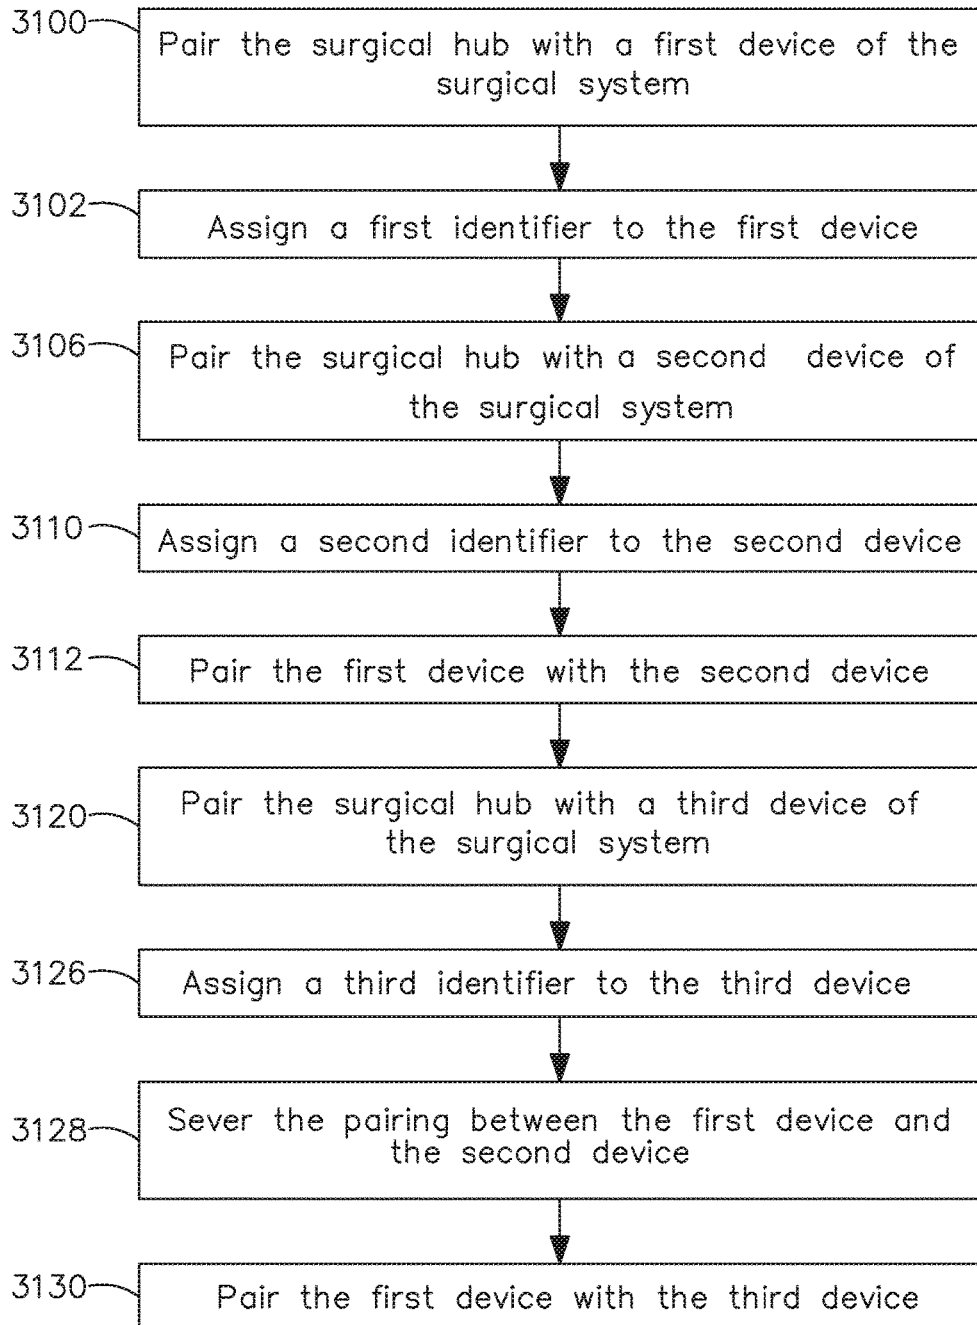 3100
Pair the surgical hub with a first device of the
surgical system
3102
Assign a first identifier to the first device
3106
Pair the surgical hub with a second device of
the surgical system
3110
Assign a second identifier to the second device
3112
Pair the first device with the second device
3120
Pair the surgical hub with a third device of
the surgical system
3126
Assign a third identifier to the third device
3128
Sever the pairing between the first device and
the second device
3130
Pair the first device with the third device